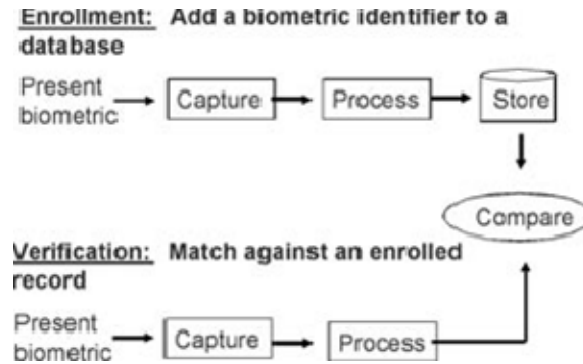 Enrollment: Add a biometric identifier to a
database
Present
biometric
Capture
Process
Store
Compare
Verification: Match against an enrolled
record
Present
biometric
Capture
Process